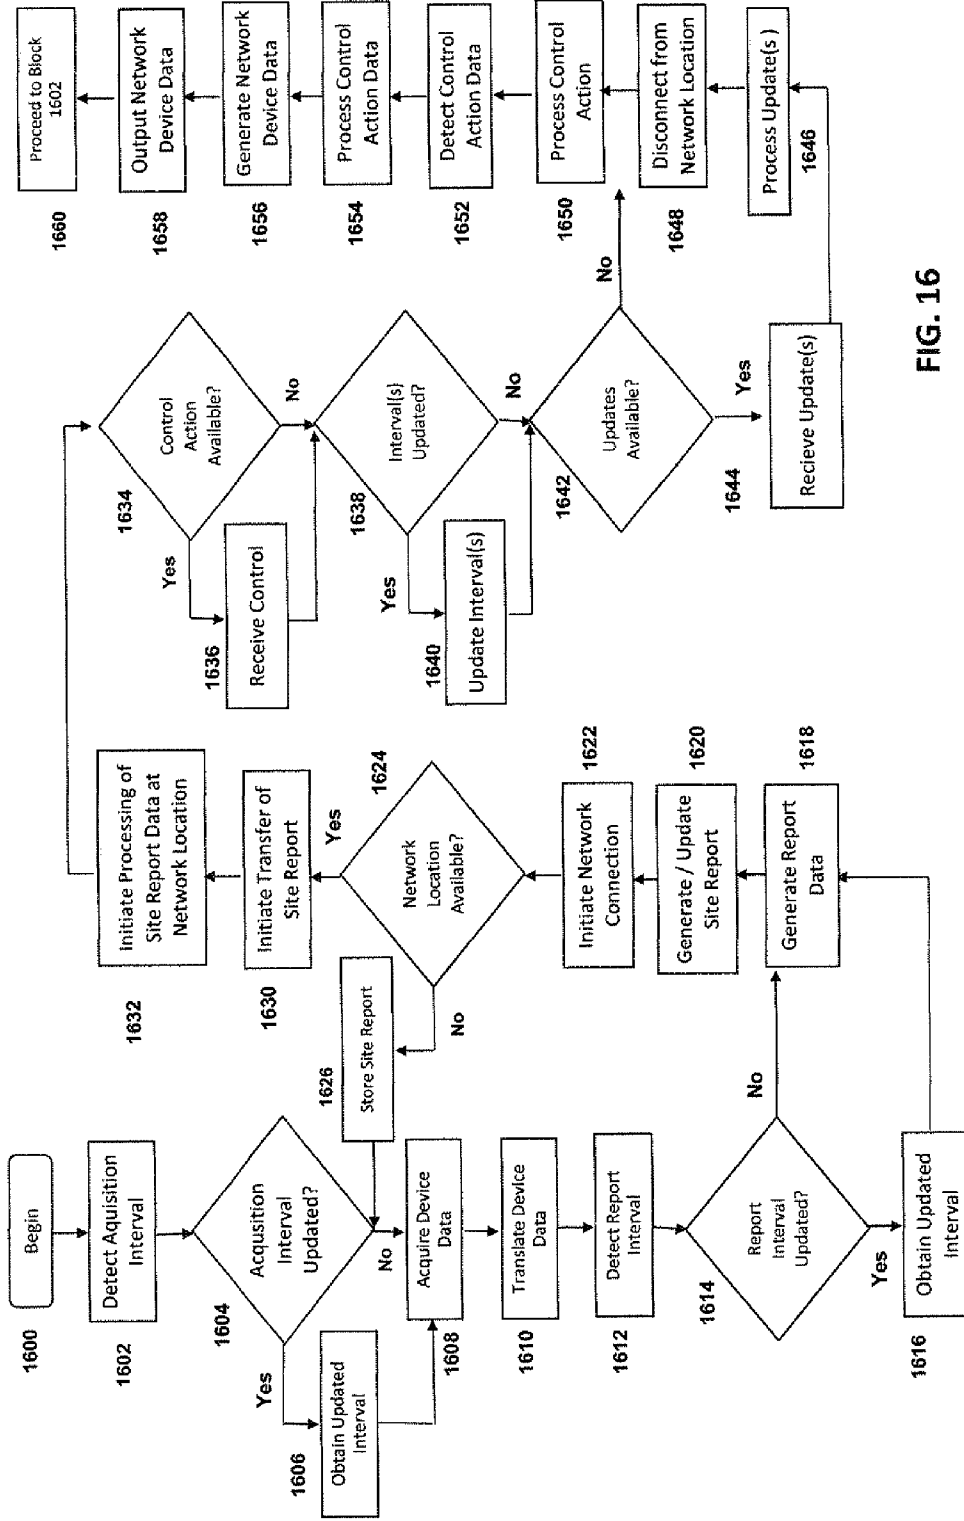 1600
Begin
1602
Detect Aquisition
Interval
1604
Acqusition
Interval
Updated?
Yes
No
1606
Obtain Updated
Interval
1608
Acquire Device
Data
1610
Translate Device
Data
1612
Detect Report
Interval
1614
Report
Interval
Updated?
No
Yes
1616
Obtain Updated
Interval
1618
Generate Report
Data
1620
Generate / Update
Site Report
1622
Initiate Network
Connection
1624
Network
Location
Available?
No
Yes
1626
Store Site Report
1630
Initiate Transfer of
Site Report
1632
Initiate Processing of
Site Report Data at
Network Location
1634
Control
Action
Available?
Yes
No
1636
Receive Control
1638
Interval(s)
Updated?
Yes
No
1640
Update Interval(s)
1642
Updates
Available?
No
Yes
1644
Recieve Update(s)
1646
Process Update(s)
1648
Disconnect from
Network Location
1650
Process Control
Action
1652
Detect Control
Action Data
1654
Process Control
Action Data
1656
Generate Network
Device Data
1658
Output Network
Device Data
1660
Proceed to Block
1602
FIG. 16